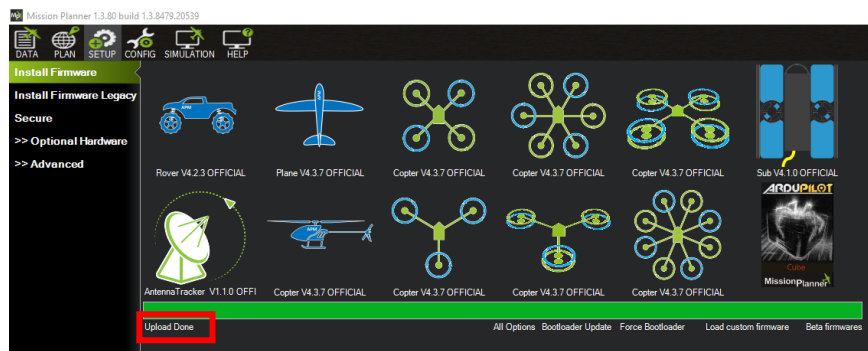 Mission Planner 1.3.80 build 1.3.8479.20539
DATA PLAN SETUP CONFIG SIMULATION HELP
Install Firmware
Install Firmware Legacy
Secure
>> Optional Hardware
>> Advanced
APM
Rover V4.2.3 OFFICIAL
Plane V4.3.7 OFFICIAL
Copter V4.3.7 OFFICIAL
Copter V4.3.7 OFFICIAL
Copter V4.3.7 OFFICIAL
Sub V4.1.0 OFFICIAL
APM
ARDUPILOT
Cube
Mission Planner
AntennaTracker V1.1.0 OFFI
Copter V4.3.7 OFFICIAL
Copter V4.3.7 OFFICIAL
Copter V4.3.7 OFFICIAL
Copter V4.3.7 OFFICIAL
Upload Done
All Options Bootloader Update Force Bootloader Load custom firmware Beta firmwares